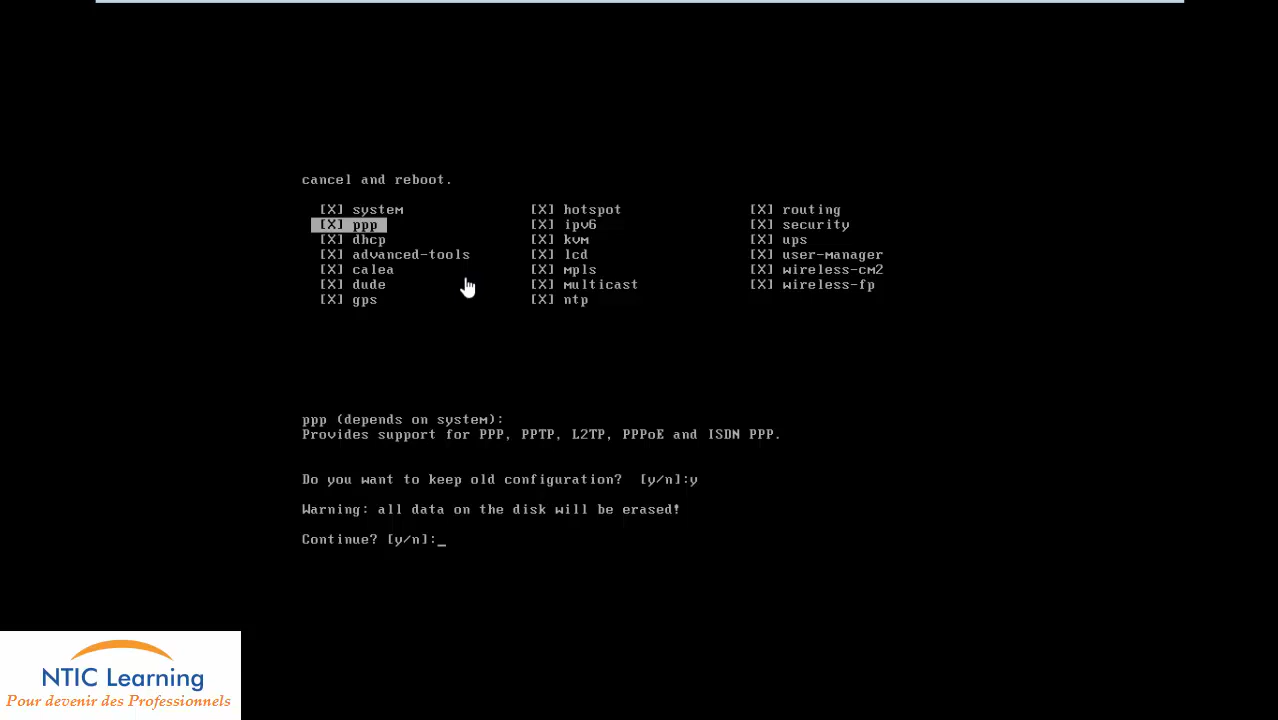 cancel and reboot.
[X] system [X] hotspot [X] routing
[X] ppp [X] ipv6 [X] security
[X] dhcp [X] kvm [X] ups
[X] advanced-tools [X] lcd [X] user-manager
[X] calea [X] mpls [X] wireless-cm2
[X] dude [X] multicast [X] wireless-fp
[X] gps [X] ntp
ppp (depends on system):
Provides support for PPP, PPTP, L2TP, PPPoE and ISDN PPP.
Do you want to keep old configuration? [y/n]:y
Warning: all data on the disk will be erased!
Continue? [y/n]:_
NTIC Learning
Pour devenir des Professionnels